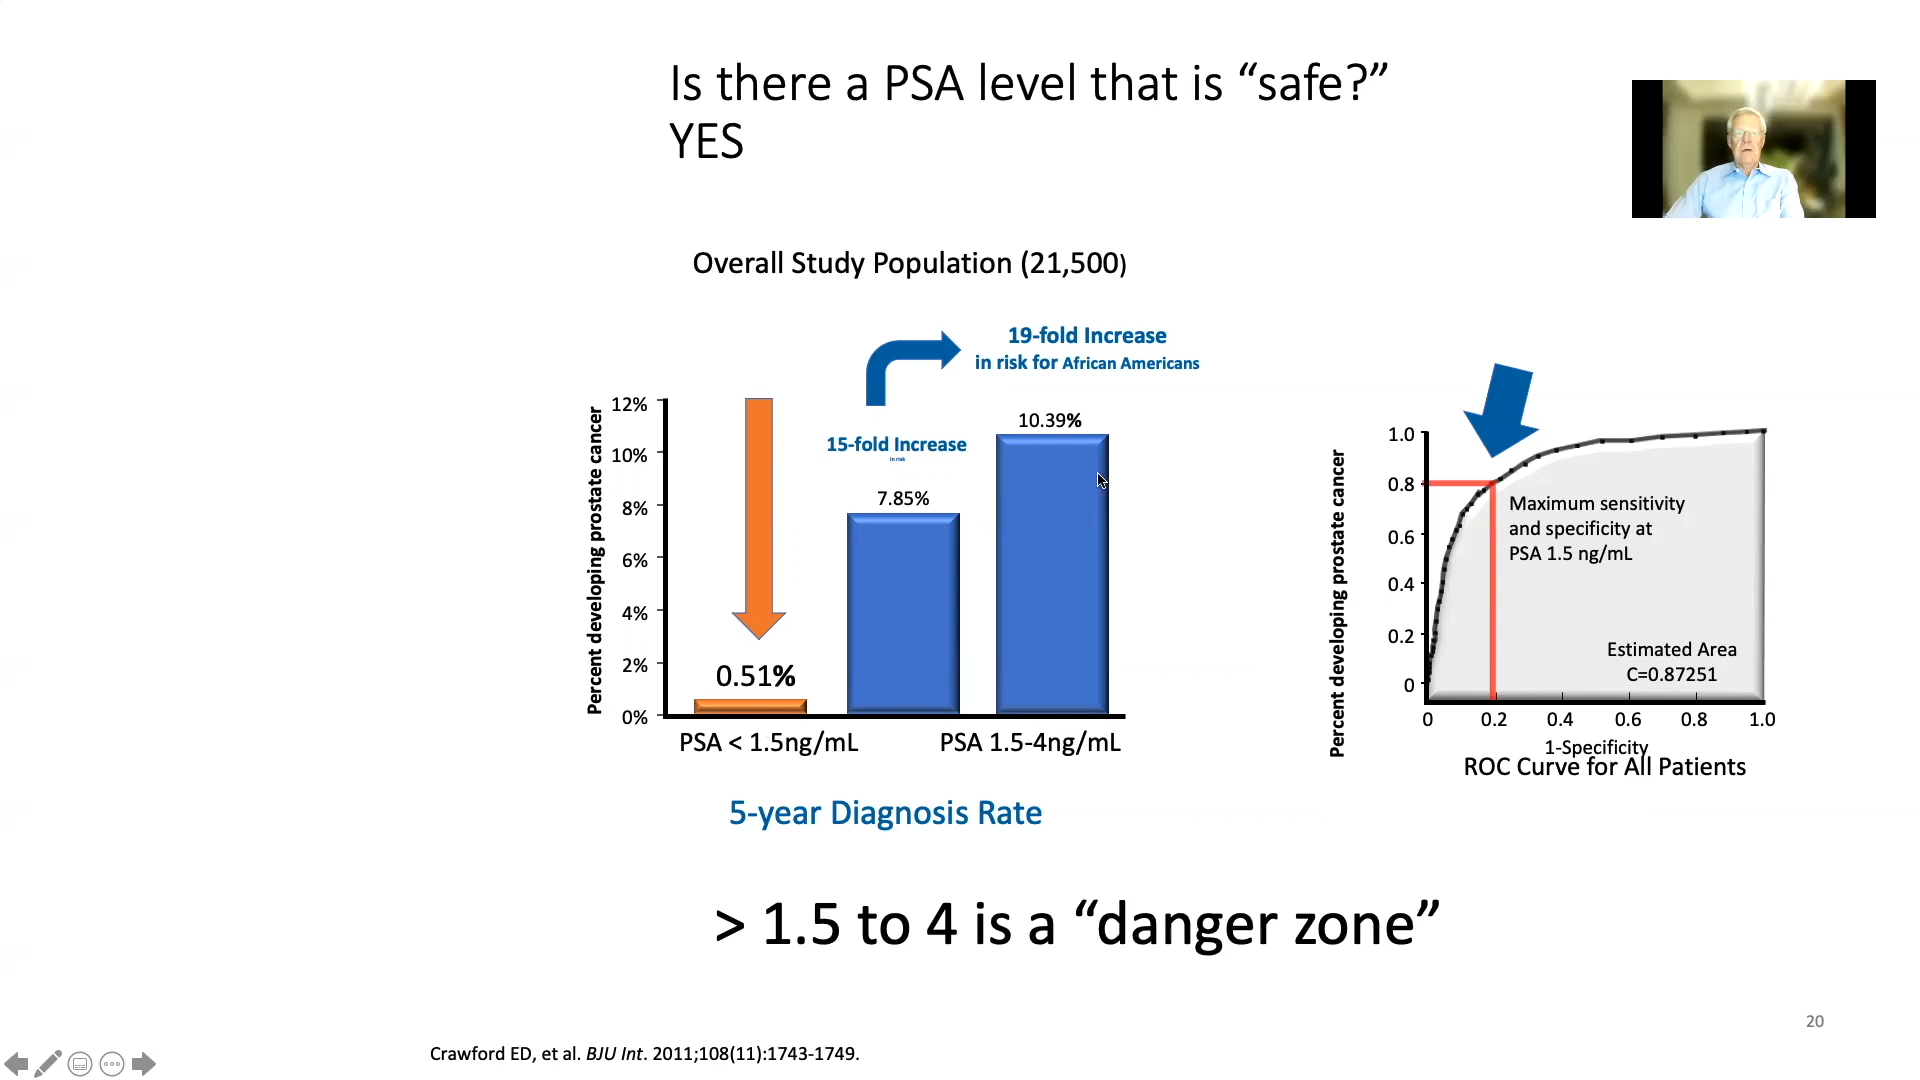 Is there a PSA level that is “safe?”
YES
Overall Study Population (21,500)
19-fold Increase
in risk for African Americans
15-fold Increase
in risk
Percent developing prostate cancer
12%
10%
8%
6%
4%
2%
0%
0.51%
7.85%
10.39%
PSA < 1.5ng/mL
PSA 1.5-4ng/mL
5-year Diagnosis Rate
Percent developing prostate cancer
1.0
0.8
0.6
0.4
0.2
0
Maximum sensitivity
and specificity at
PSA 1.5 ng/mL
Estimated Area
C=0.87251
0 0.2 0.4 0.6 0.8 1.0
1-Specificity
ROC Curve for All Patients
> 1.5 to 4 is a “danger zone”
20
Crawford ED, et al. BJU Int. 2011;108(11):1743-1749.